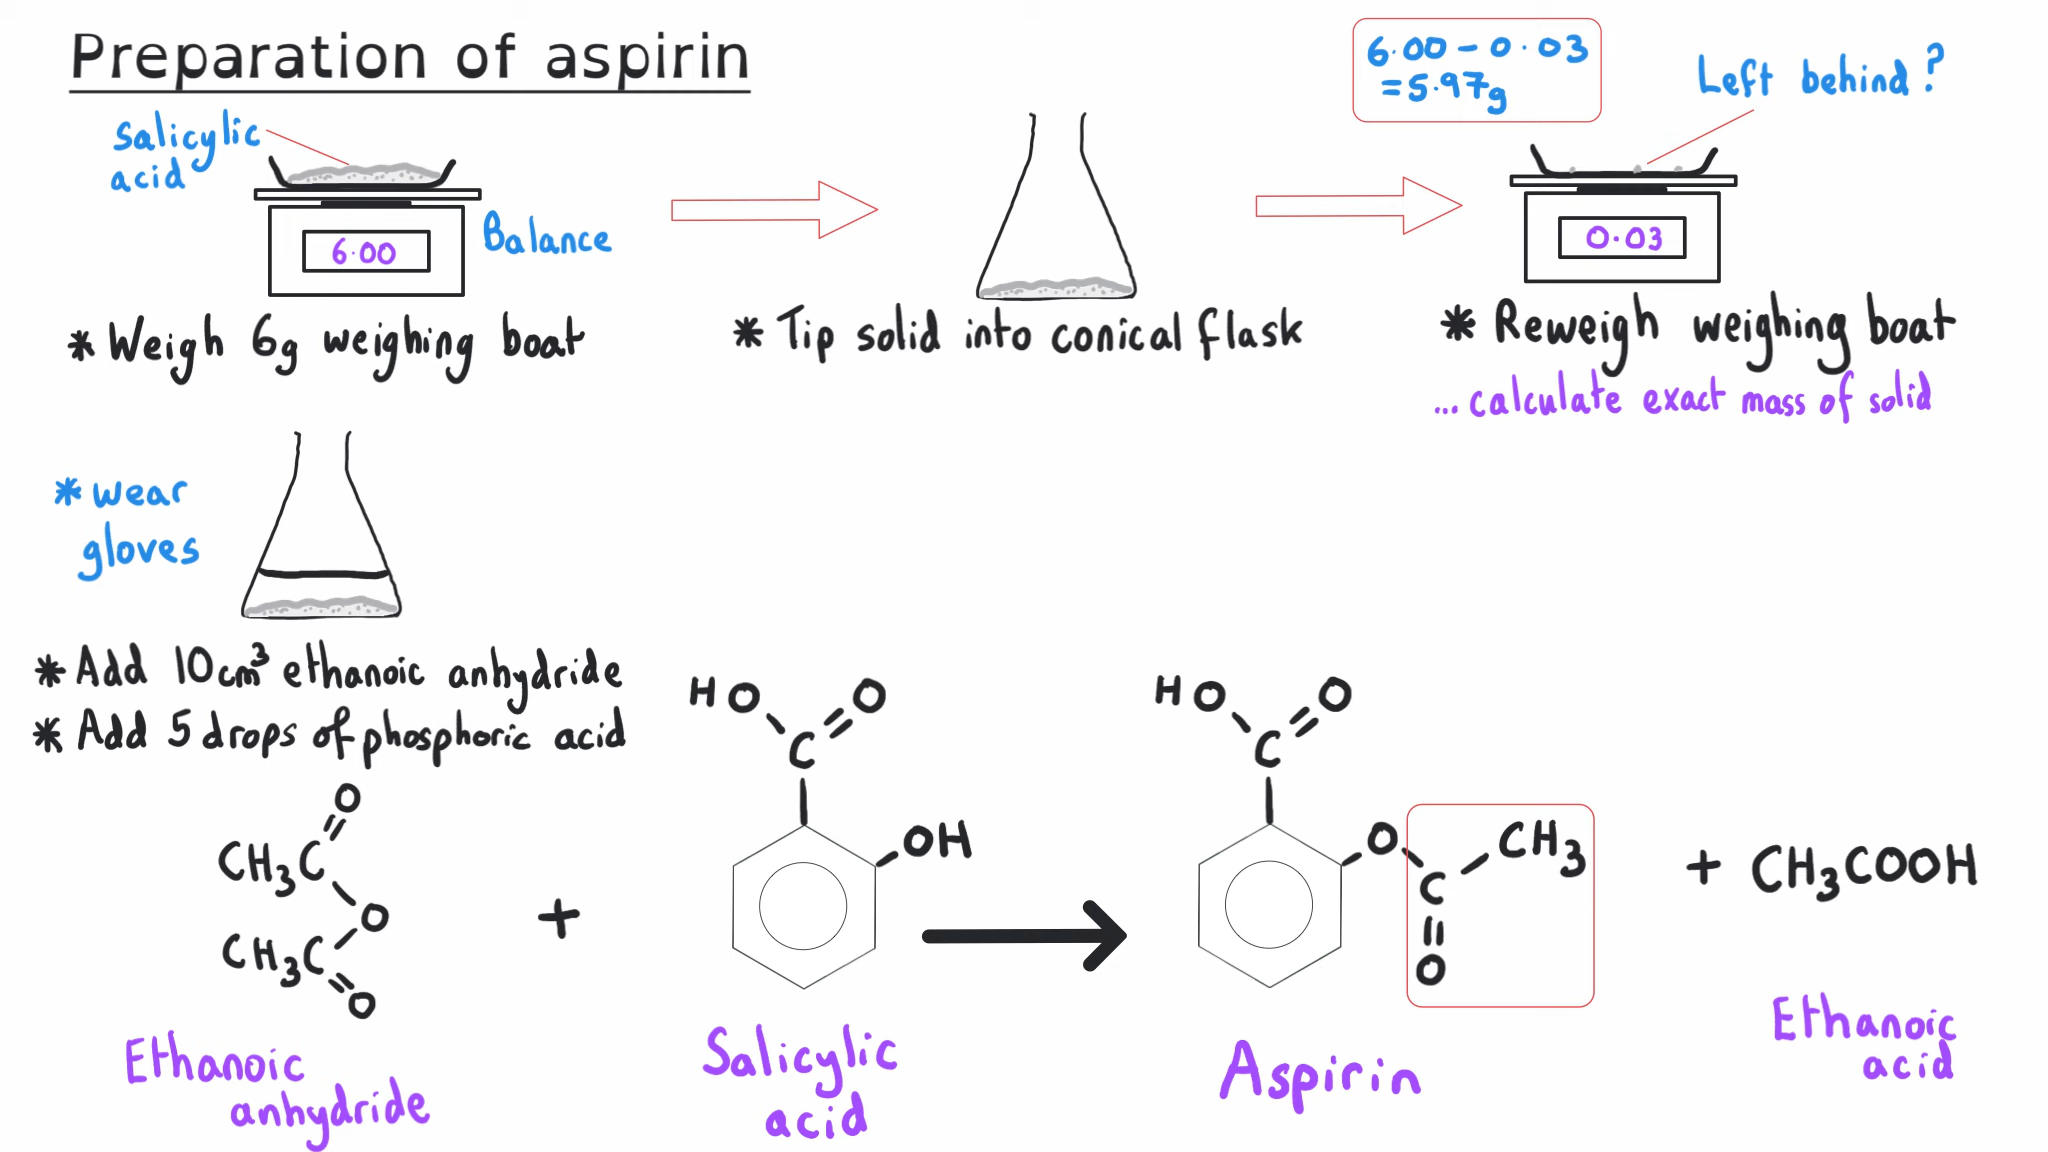 Preparation of aspirin
Salicylic
acid
6.00
Balance
* Weigh 6g weighing boat
* Tip solid into conical flask
6.00 - 0.03
= 5.97g
Left behind?
0.03
* Reweigh weighing boat
... calculate exact mass of solid
* wear
gloves
* Add 10cm³ ethanoic anhydride
* Add 5 drops of phosphoric acid
O
CH₃C
O
CH₃C
O
Ethanoic
anhydride
+
HO
O
C
OH
Salicylic
acid
HO
O
C
O
CH₃
C
O
Aspirin
+ CH₃COOH
Ethanoic
acid